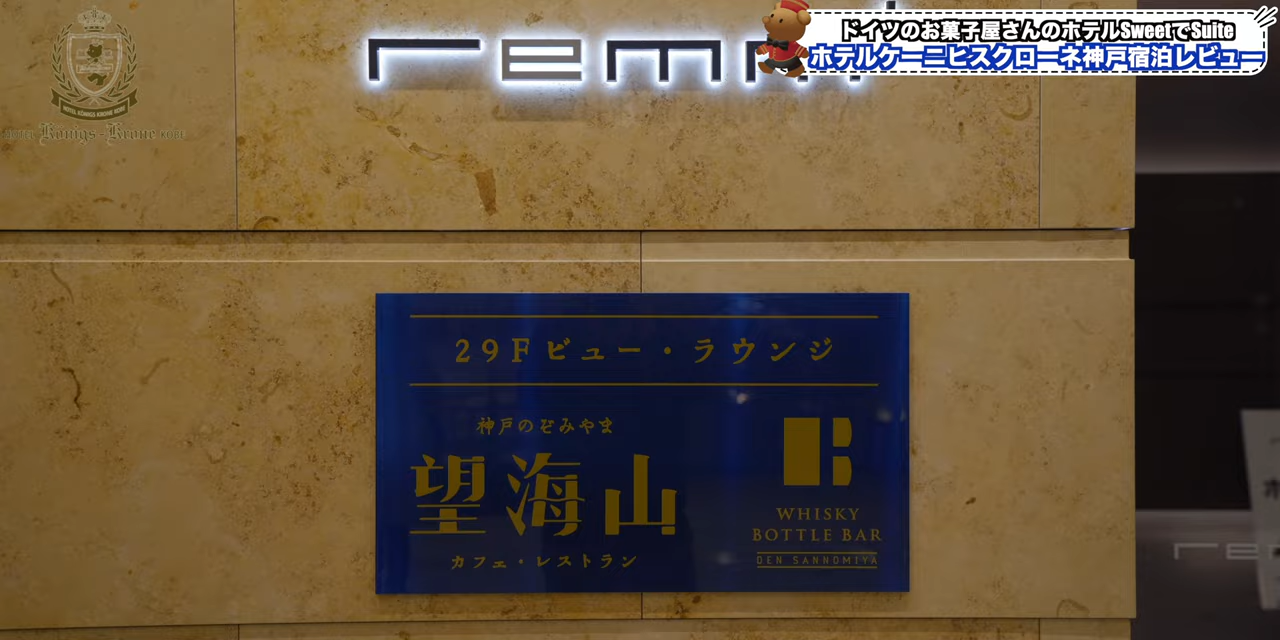 ドイツのお菓子屋さんのホテルSweetでSuite
ホテルケーニヒスクローネ神戸宿泊レビュー
HOTEL Königs-Krone KOBE
29Fビュー・ラウンジ
神戸のぞみやま
望海山
カフェ・レストラン
WHISKY
BOTTLE BAR
DEN SANNOMIYA